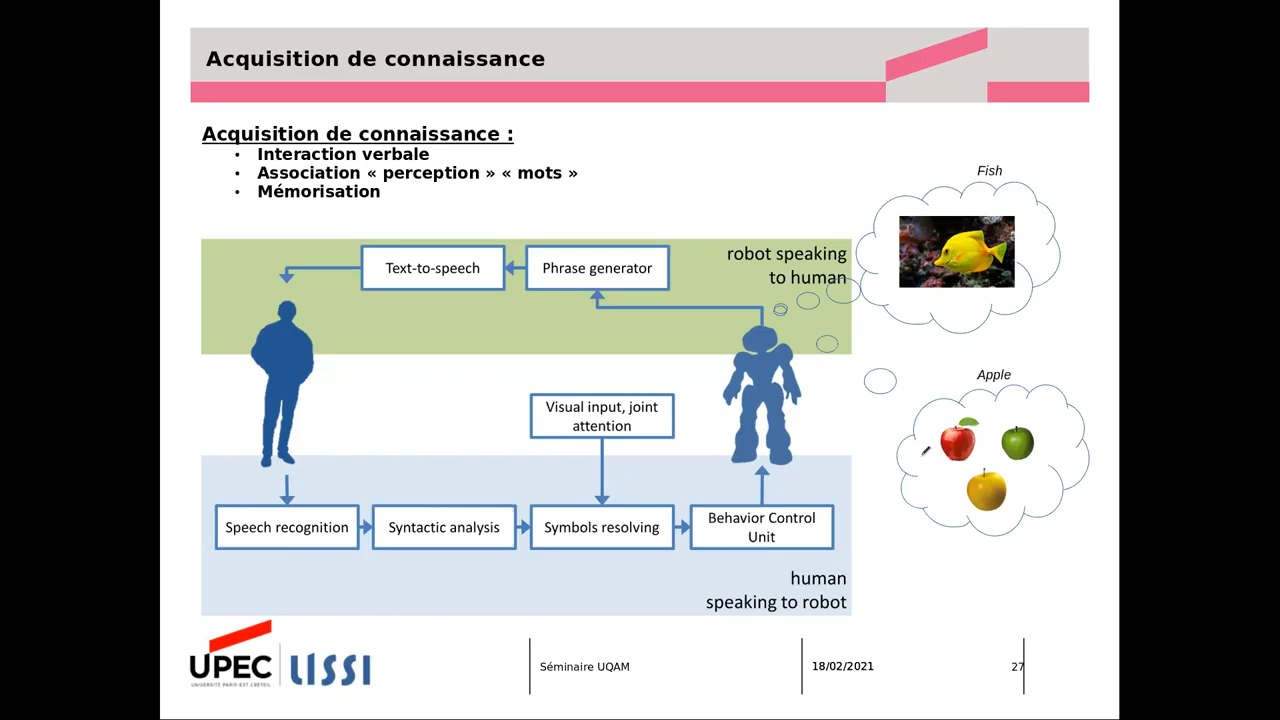 Acquisition de connaissance
Acquisition de connaissance :
• Interaction verbale
• Association « perception » « mots »
• Mémorisation
Fish
robot speaking
to human
Text-to-speech
Phrase generator
Apple
Visual input, joint
attention
Speech recognition
Syntactic analysis
Symbols resolving
Behavior Control
Unit
human
speaking to robot
UPEC
UNIVERSITÉ PARIS-EST CRÉTEIL
LISSI
Séminaire UQAM
18/02/2021
27